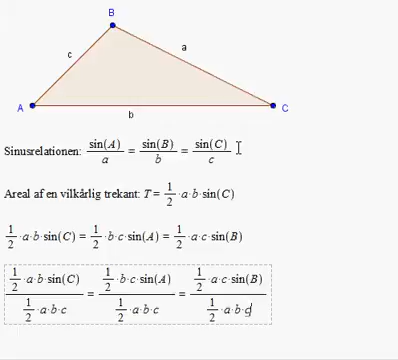 B
c a
A C
b
Sinusrelationen: sin(A)/a = sin(B)/b = sin(C)/c
Areal af en vilkårlig trekant: T = 1/2 · a · b · sin(C)
1/2 · a · b · sin(C) = 1/2 · b · c · sin(A) = 1/2 · a · c · sin(B)
(1/2 · a · b · sin(C))/(1/2 · a · b · c) = (1/2 · b · c · sin(A))/(1/2 · a · b · c) = (1/2 · a · c · sin(B))/(1/2 · a · b · c)